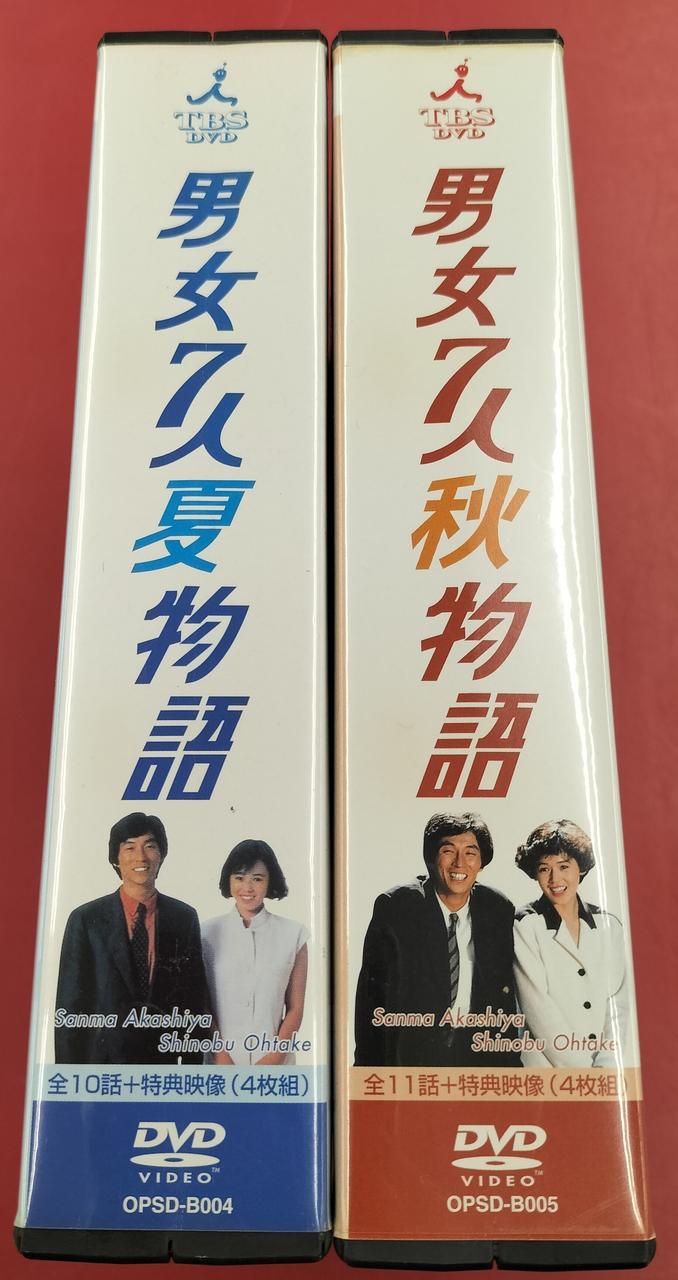 TBS
DVD
男女7人夏物語
Sanma Akashiya
Shinobu Ohtake
全10話+特典映像(4枚組)
DVD
VIDEO™
OPSD-B004
TBS
DVD
男女7人秋物語
Sanma Akashiya
Shinobu Ohtake
全11話+特典映像(4枚組)
DVD
VIDEO™
OPSD-B005